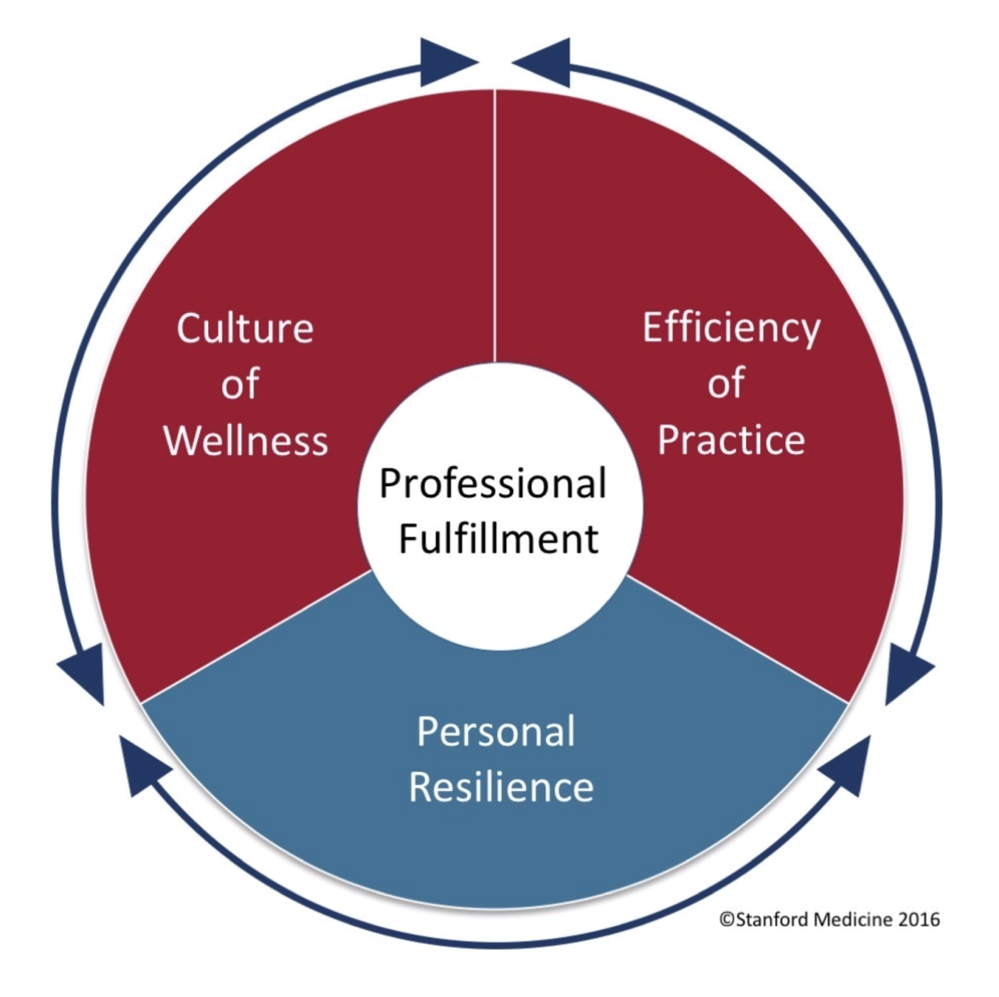 Culture
of
Wellness
Efficiency
of
Practice
Professional
Fulfillment
Personal
Resilience
©Stanford Medicine 2016